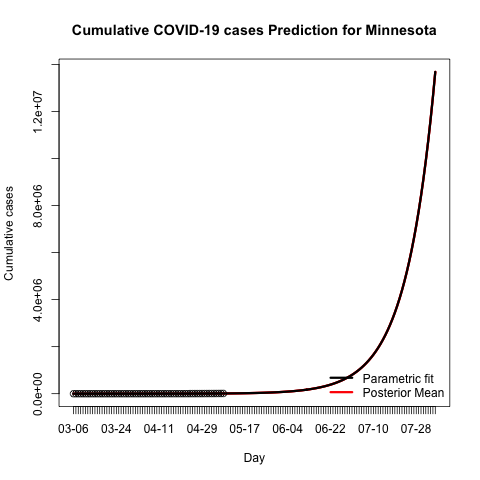 Cumulative COVID-19 cases Prediction for Minnesota
Cumulative cases
1.2e+07
8.0e+06
4.0e+06
0.0e+00
Parametric fit
Posterior Mean
03-06 03-24 04-11 04-29 05-17 06-04 06-22 07-10 07-28
Day